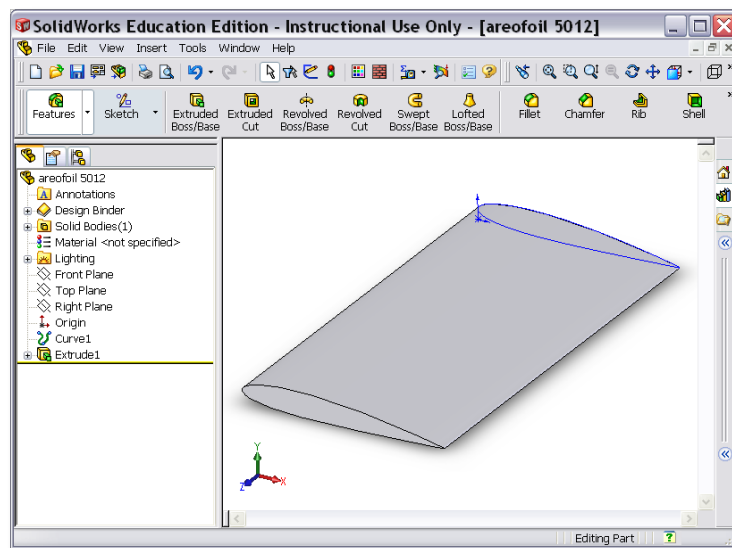 SolidWorks Education Edition - Instructional Use Only - [areofoil 5012]
File Edit View Insert Tools Window Help
Features Sketch Extruded Boss/Base Extruded Cut Revolved Boss/Base Revolved Cut Swept Boss/Base Lofted Boss/Base Fillet Chamfer Rib Shell
areofoil 5012
A Annotations
Design Binder
Solid Bodies(1)
Material <not specified>
Lighting
Front Plane
Top Plane
Right Plane
Origin
Curve1
Extrude1
Y
Z X
Editing Part